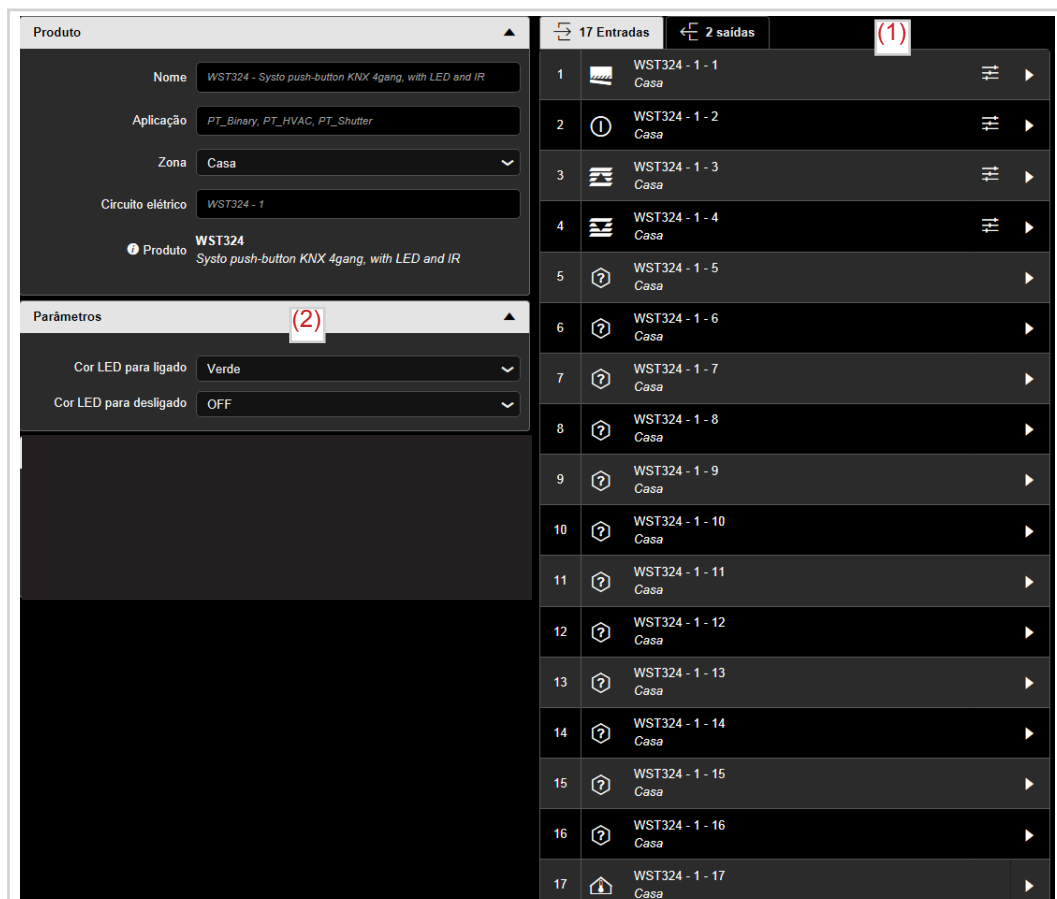 Produto
Nome WST324 - Systo push-button KNX 4gang, with LED and IR
Aplicação PT_Binary, PT_HVAC, PT_Shutter
Zona Casa
Circuito elétrico WST324 - 1
Produto WST324
Systo push-button KNX 4gang, with LED and IR
Parâmetros (2)
Cor LED para ligado Verde
Cor LED para desligado OFF
17 Entradas 2 saídas (1)
1 WST324 - 1 - 1
Casa
2 WST324 - 1 - 2
Casa
3 WST324 - 1 - 3
Casa
4 WST324 - 1 - 4
Casa
5 WST324 - 1 - 5
Casa
6 WST324 - 1 - 6
Casa
7 WST324 - 1 - 7
Casa
8 WST324 - 1 - 8
Casa
9 WST324 - 1 - 9
Casa
10 WST324 - 1 - 10
Casa
11 WST324 - 1 - 11
Casa
12 WST324 - 1 - 12
Casa
13 WST324 - 1 - 13
Casa
14 WST324 - 1 - 14
Casa
15 WST324 - 1 - 15
Casa
16 WST324 - 1 - 16
Casa
17 WST324 - 1 - 17
Casa